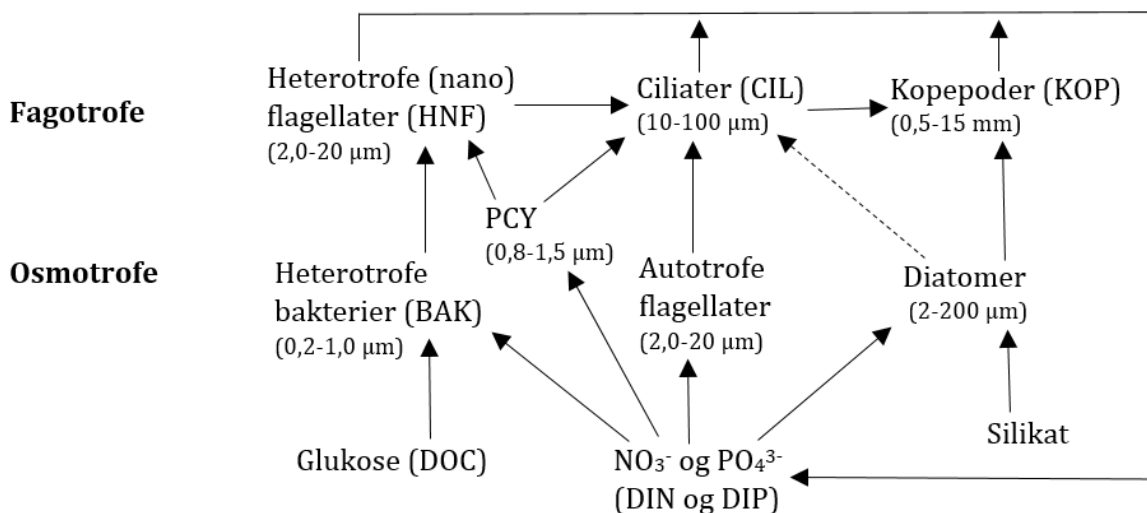 Fagotrofe
Heterotrofe (nano)
flagellater (HNF)
(2,0-20 µm)
Ciliater (CIL)
(10-100 µm)
Kopepoder (KOP)
(0,5-15 mm)
PCY
(0,8-1,5 µm)
Osmotrofe
Heterotrofe
bakterier (BAK)
(0,2-1,0 µm)
Autotrofe
flagellater
(2,0-20 µm)
Diatomer
(2-200 µm)
Glukose (DOC)
NO₃⁻ og PO₄³⁻
(DIN og DIP)
Silikat